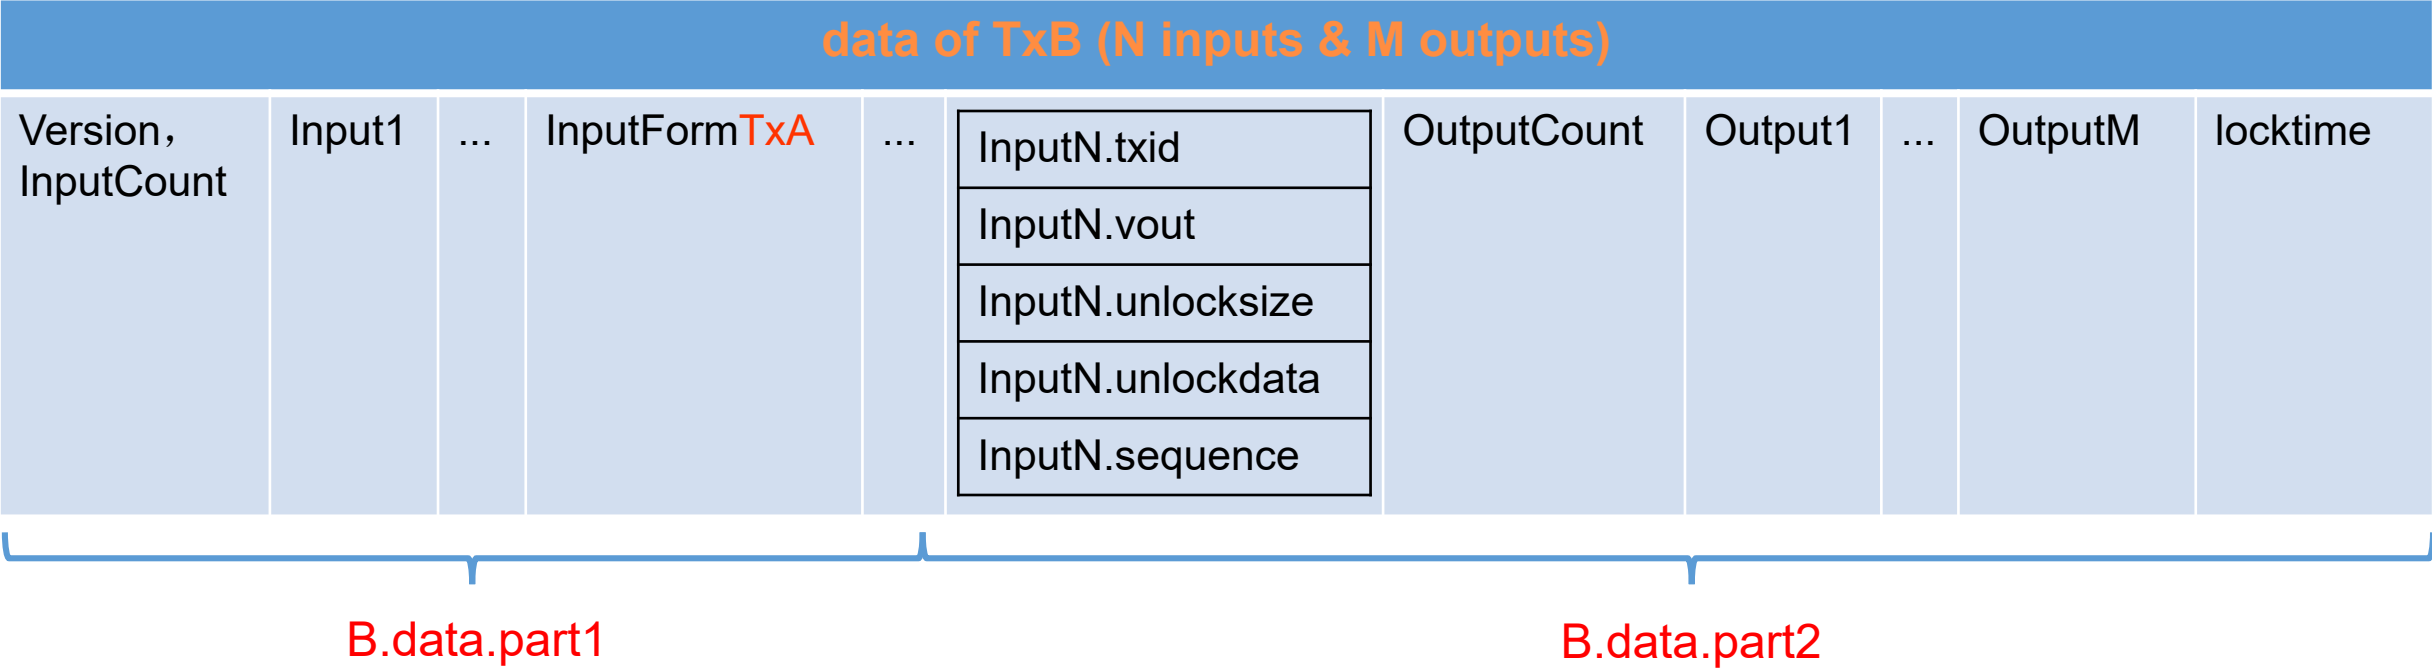 data of TxB (N inputs & M outputs)
Version，
InputCount
Input1
...
InputFormTxA
...
InputN.txid
InputN.vout
InputN.unlocksize
InputN.unlockdata
InputN.sequence
OutputCount
Output1
...
OutputM
locktime
B.data.part1
B.data.part2